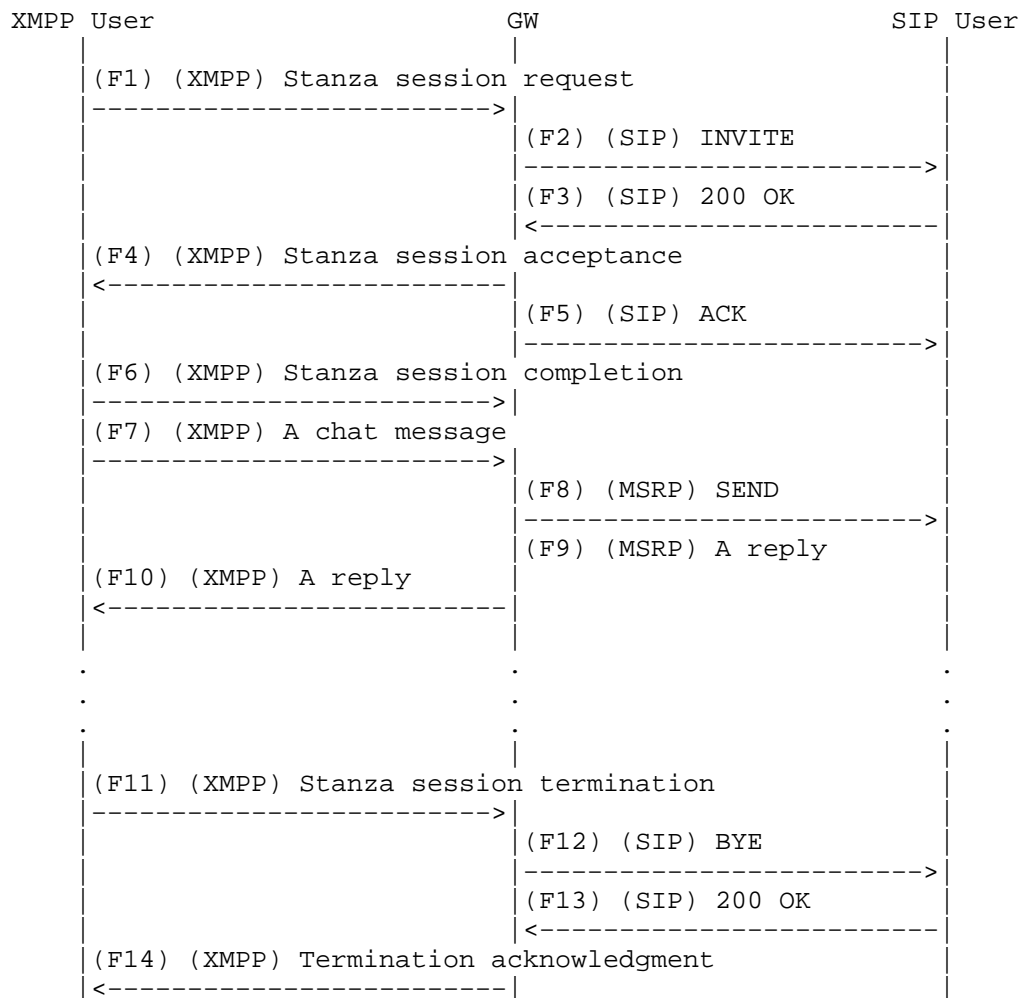 XMPP User GW SIP User
(F1) (XMPP) Stanza session request
(F2) (SIP) INVITE
(F3) (SIP) 200 OK
(F4) (XMPP) Stanza session acceptance
(F5) (SIP) ACK
(F6) (XMPP) Stanza session completion
(F7) (XMPP) A chat message
(F8) (MSRP) SEND
(F9) (MSRP) A reply
(F10) (XMPP) A reply
(F11) (XMPP) Stanza session termination
(F12) (SIP) BYE
(F13) (SIP) 200 OK
(F14) (XMPP) Termination acknowledgment